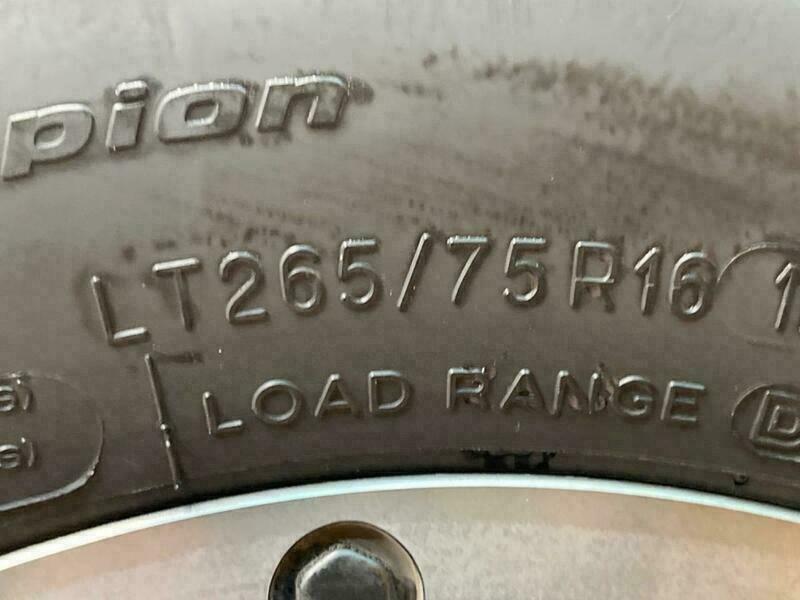 pion
LT265/75R16
LOAD RANGE D